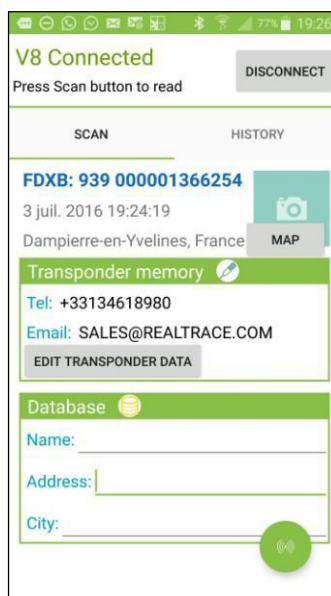 77% 19:26
V8 Connected
Press Scan button to read
DISCONNECT
SCAN HISTORY
FDXB: 939 000001366254
3 juil. 2016 19:24:19
Dampierre-en-Yvelines, France MAP
Transponder memory
Tel: +33134618980
Email: SALES@REALTRACE.COM
EDIT TRANSPONDER DATA
Database
Name:
Address:
City: